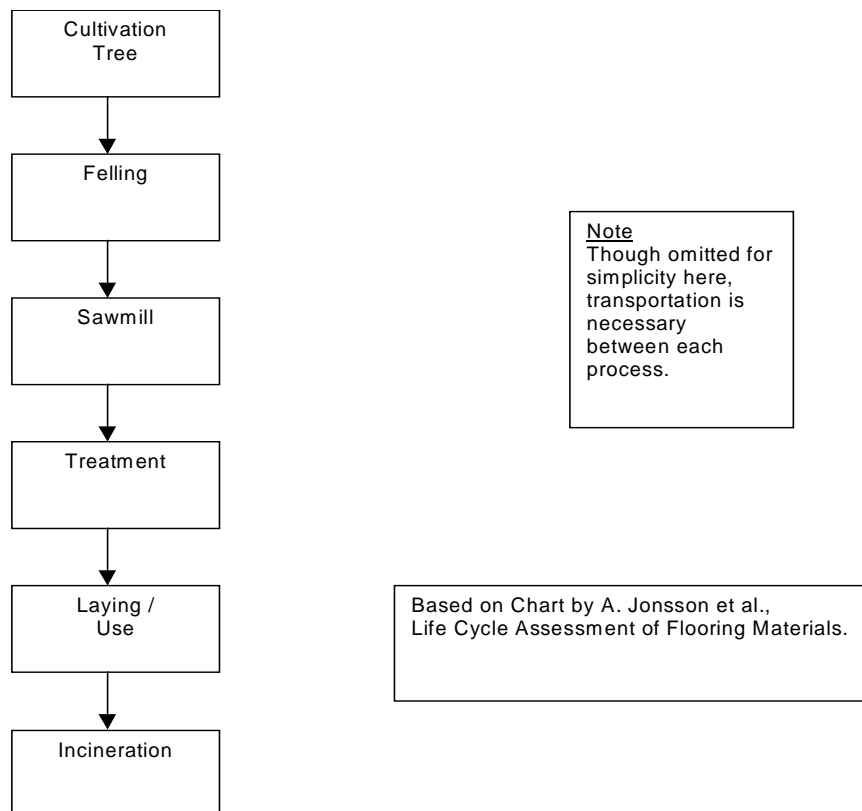 Cultivation
Tree
Felling
Note
Though omitted for
simplicity here,
transportation is
necessary
between each
process.
Sawmill
Treatment
Laying /
Use
Based on Chart by A. Jonsson et al.,
Life Cycle Assessment of Flooring Materials.
Incineration